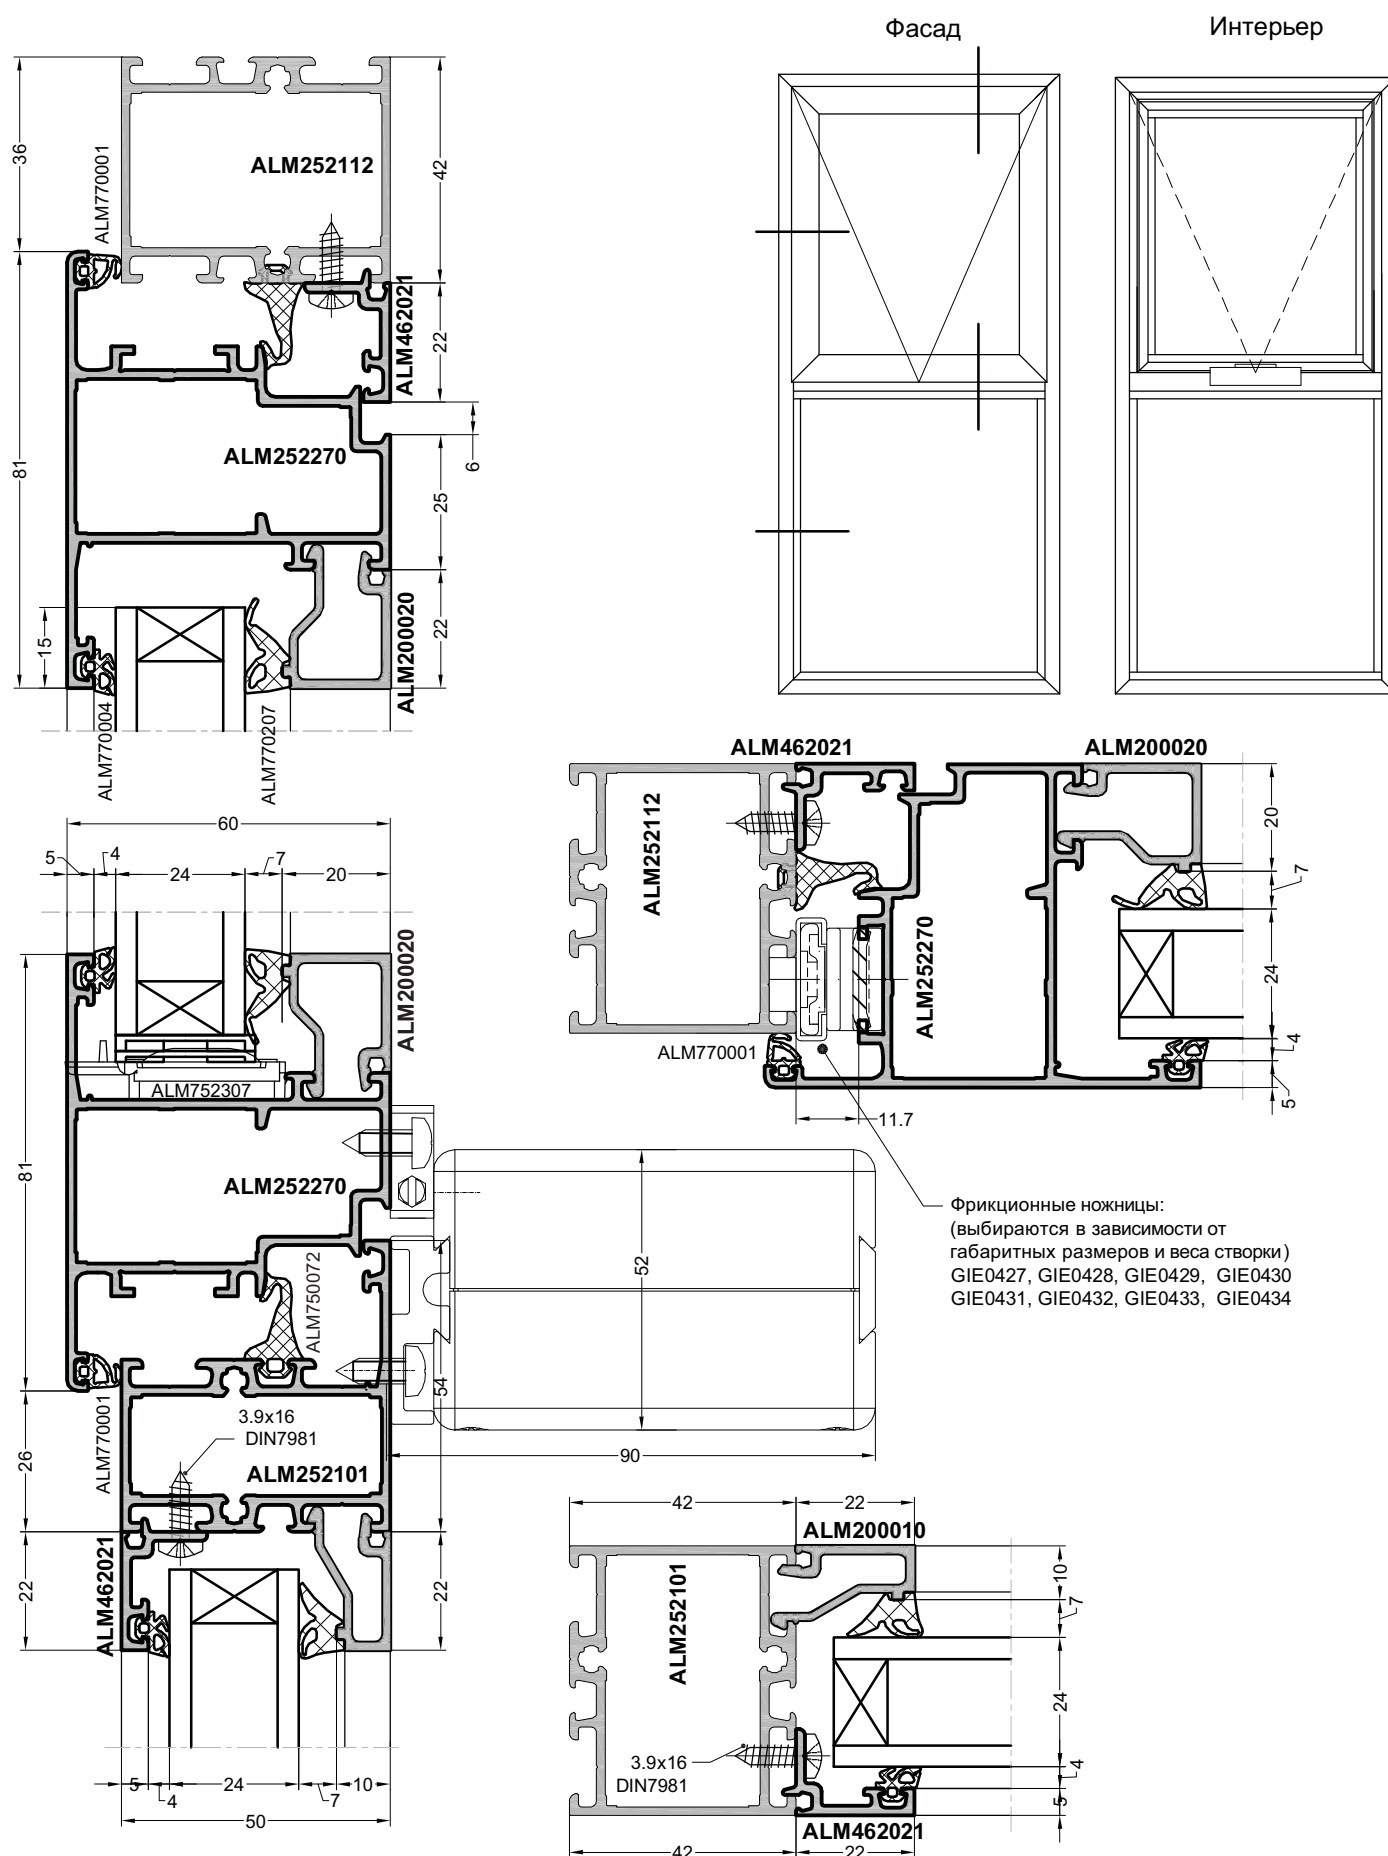 Фасад
Интерьер
36
ALM770001
ALM252112
42
81
ALM462021
22
ALM252270
6
25
15
ALM200020
22
ALM770004
ALM770207
60
5
4
24
7
20
ALM200020
ALM752307
81
ALM252270
ALM750072
52
54
90
ALM770001
3.9x16
DIN7981
26
ALM252101
ALM462021
22
22
5
4
24
7
10
50
ALM462021
ALM200020
ALM252112
20
7
ALM252270
24
ALM770001
4
5
11.7
Фрикционные ножницы:
(выбираются в зависимости от
габаритных размеров и веса створки)
GIE0427, GIE0428, GIE0429, GIE0430
GIE0431, GIE0432, GIE0433, GIE0434
42
22
ALM200010
10
7
ALM252101
24
3.9x16
DIN7981
4
5
ALM462021
42
22